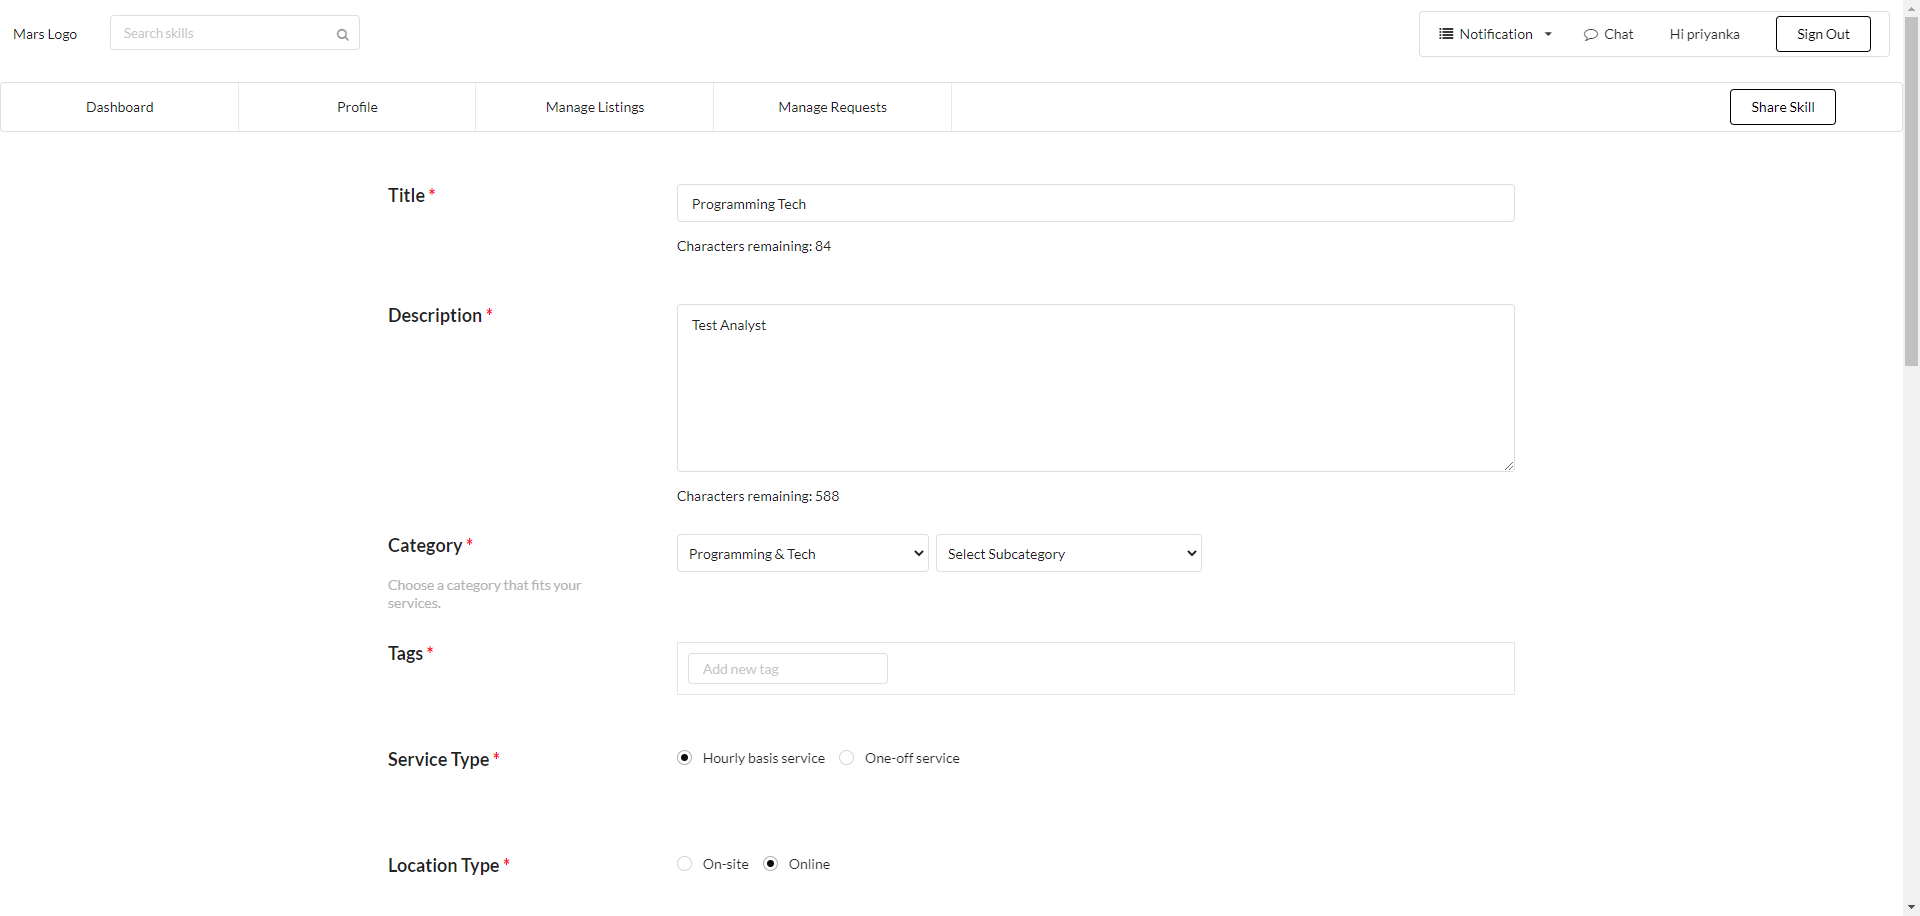 Mars Logo
Search skills
Notification
Chat
Hi priyanka
Sign Out
Dashboard
Profile
Manage Listings
Manage Requests
Share Skill
Title *
Programming Tech
Characters remaining: 84
Description *
Test Analyst
Characters remaining: 588
Category *
Programming & Tech
Select Subcategory
Choose a category that fits your
services.
Tags *
Add new tag
Service Type *
Hourly basis service
One-off service
Location Type *
On-site
Online